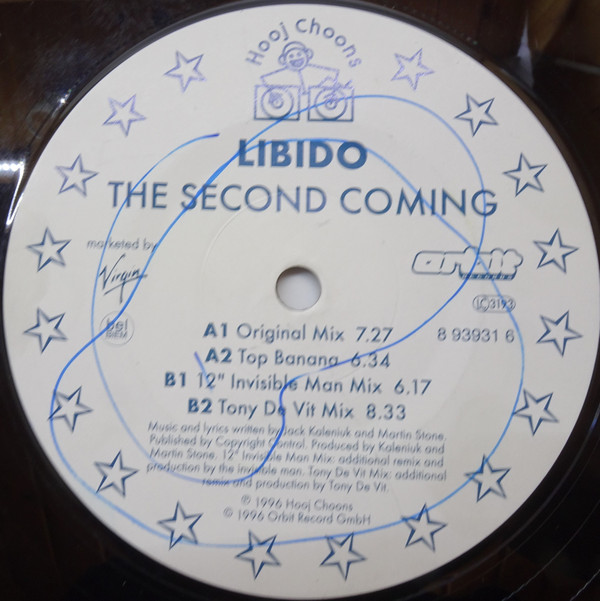 Hooj Choons
LIBIDO
THE SECOND COMING
marketed by
Virgin
orbit
RECORDS
bel
BIEM
LC 3193
A1 Original Mix 7.27
8 93931 6
A2 Top Banana 6.34
B1 12" Invisible Man Mix 6.17
B2 Tony De Vit Mix 8.33
Music and lyrics written by Jack Kaleniuk and Martin Stone.
Published by Copyright Control. Produced by Kaleniuk and
Martin Stone. 12" Invisible Man Mix: additional remix and
production by the invisible man. Tony De Vit Mix: additional
remix and production by Tony De Vit.
℗ 1996 Hooj Choons
© 1996 Orbit Record GmbH